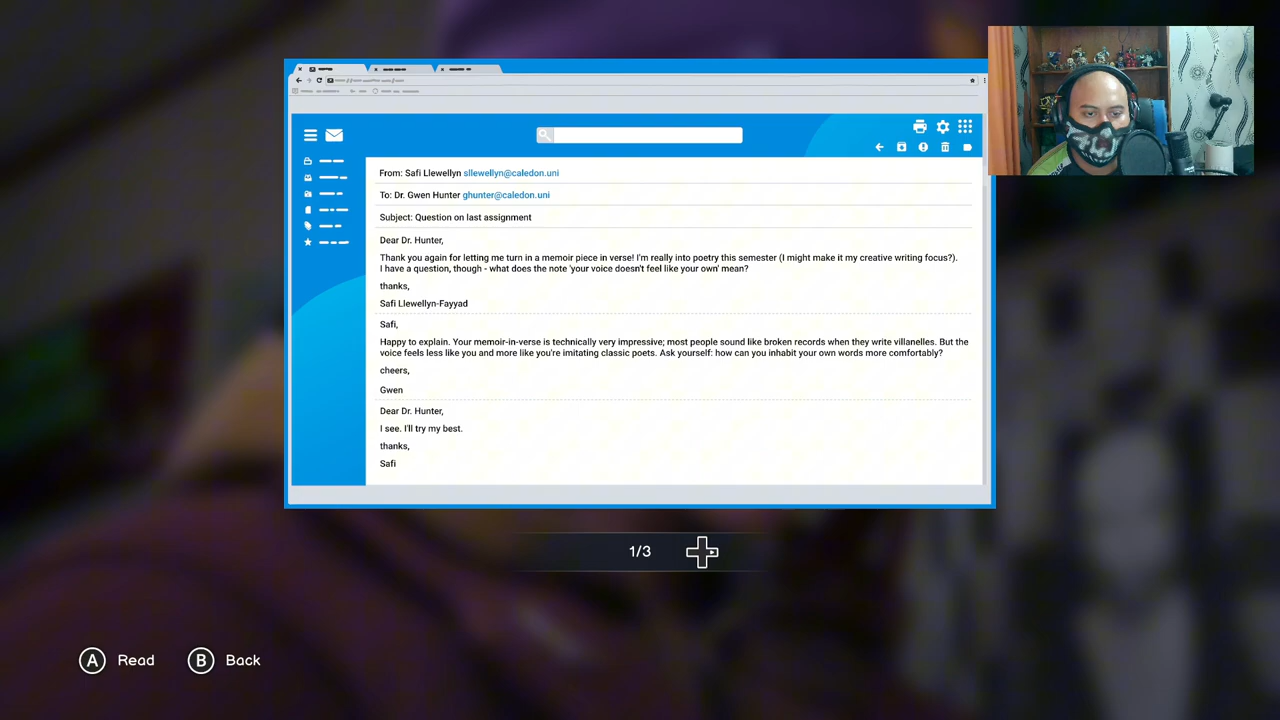 From: Safi Llewellyn sllewellyn@caledon.uni
To: Dr. Gwen Hunter ghunter@caledon.uni
Subject: Question on last assignment
Dear Dr. Hunter,
Thank you again for letting me turn in a memoir piece in verse! I'm really into poetry this semester (I might make it my creative writing focus?).
I have a question, though - what does the note 'your voice doesn't feel like your own' mean?
thanks,
Safi Llewellyn-Fayyad
Safi,
Happy to explain. Your memoir-in-verse is technically very impressive; most people sound like broken records when they write villanelles. But the
voice feels less like you and more like you're imitating classic poets. Ask yourself: how can you inhabit your own words more comfortably?
cheers,
Gwen
Dear Dr. Hunter,
I see. I'll try my best.
thanks,
Safi
1/3
A Read B Back